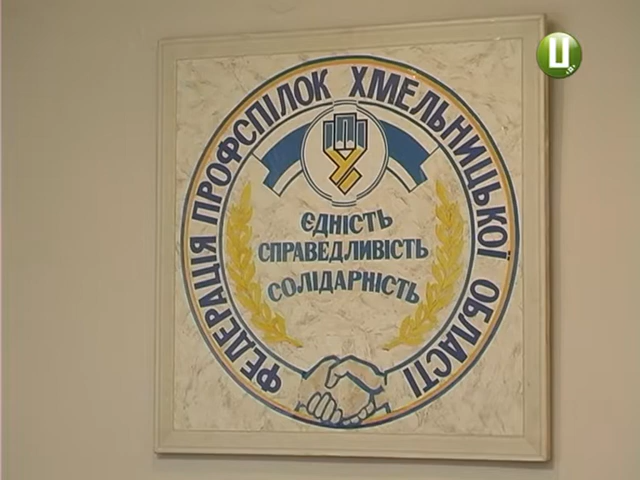 ФЕДЕРАЦІЯ ПРОФСПІЛОК ХМЕЛЬНИЦЬКОЇ ОБЛАСТІ
ЄДНІСТЬ
СПРАВЕДЛИВІСТЬ
СОЛІДАРНІСТЬ
Ц